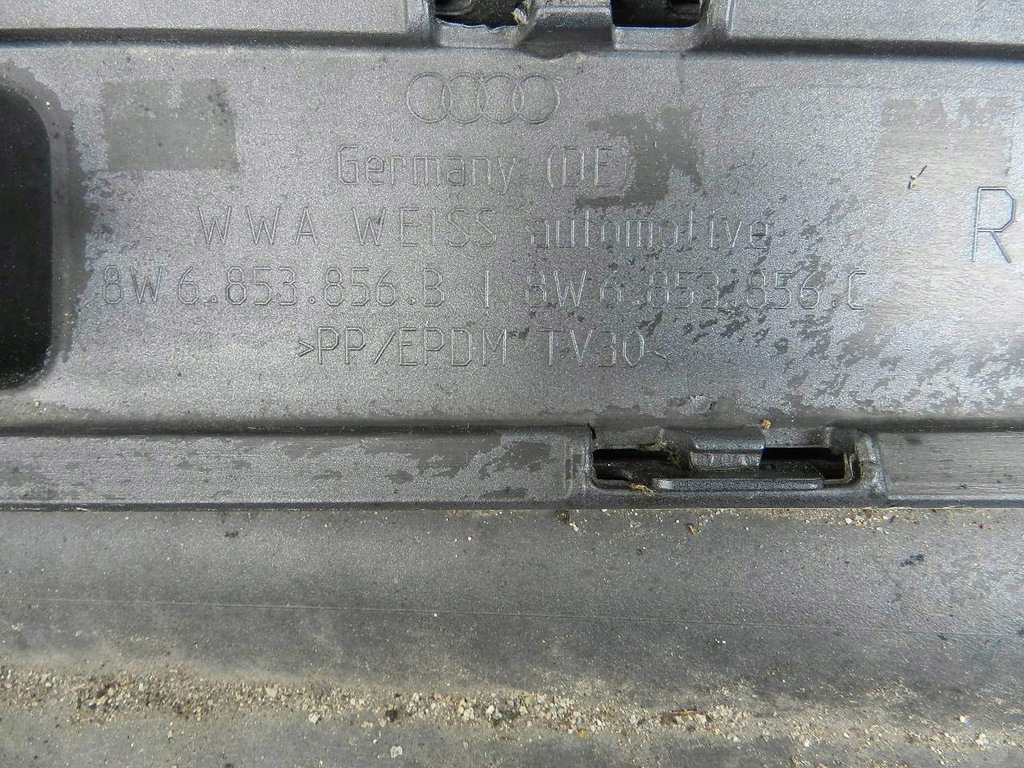 Germany (DE)
WWA WEISS automotive
8W6.853.856.B | 8W6.853.856.C
>PP/EPDM TV30<
R